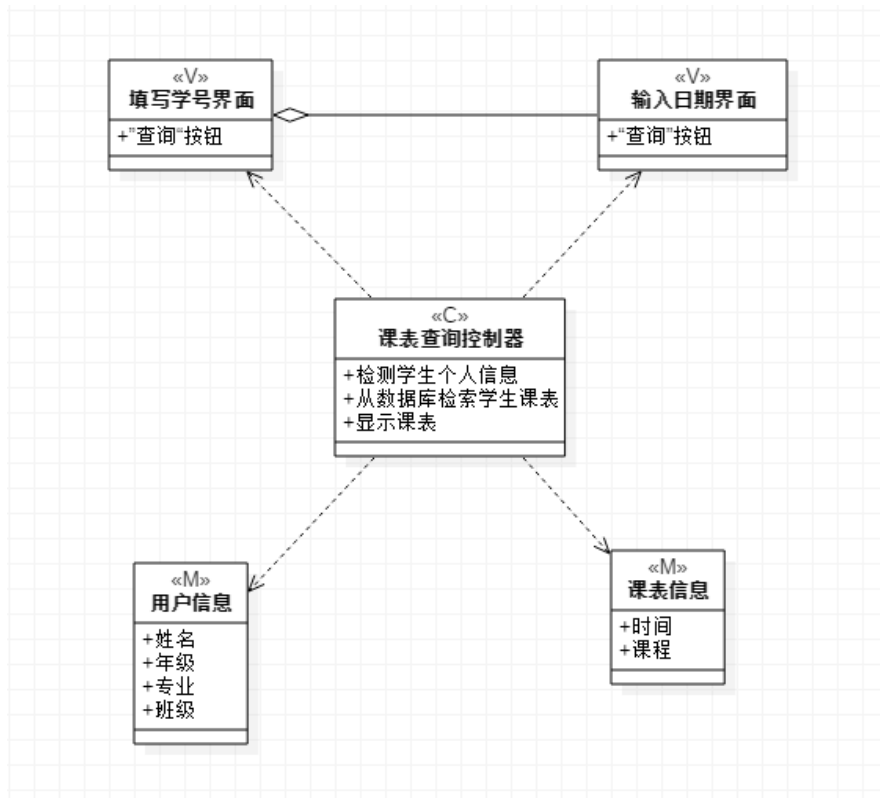 «V»
填写学号界面
+”查询“按钮
«V»
输入日期界面
+“查询”按钮
«C»
课表查询控制器
+检测学生个人信息
+从数据库检索学生课表
+显示课表
«M»
用户信息
+姓名
+年级
+专业
+班级
«M»
课表信息
+时间
+课程